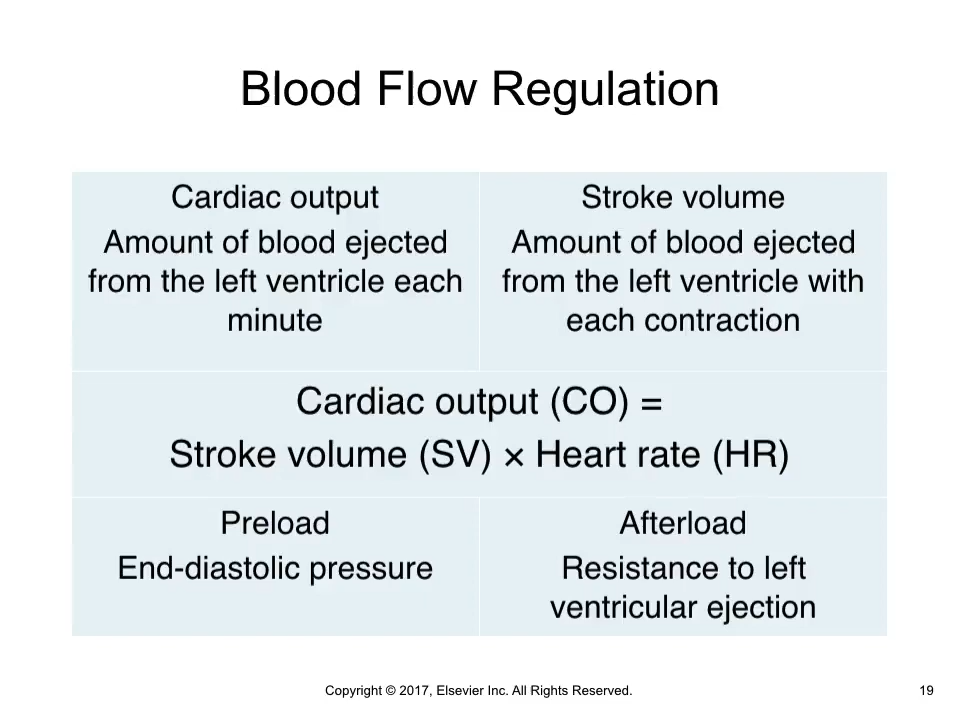 Blood Flow Regulation
Cardiac output
Amount of blood ejected
from the left ventricle each
minute
Stroke volume
Amount of blood ejected
from the left ventricle with
each contraction
Cardiac output (CO) =
Stroke volume (SV) × Heart rate (HR)
Preload
End-diastolic pressure
Afterload
Resistance to left
ventricular ejection
Copyright © 2017, Elsevier Inc. All Rights Reserved.
19